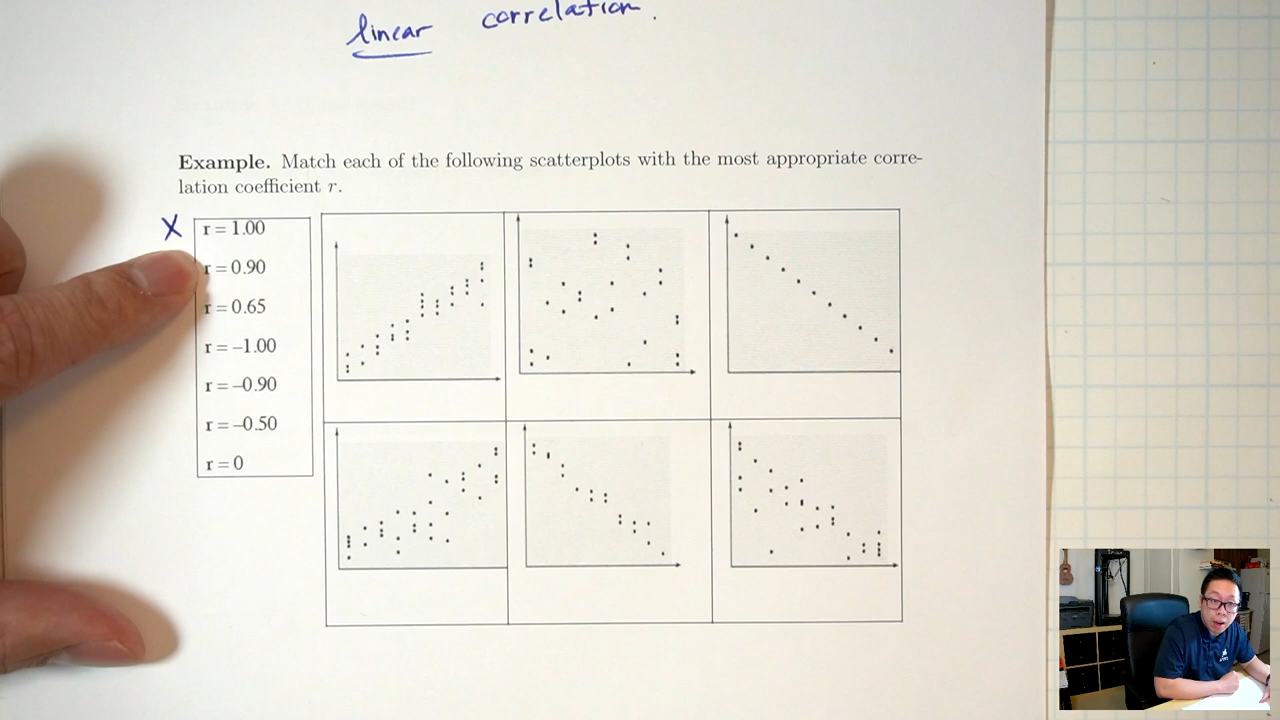 linear correlation.
Example. Match each of the following scatterplots with the most appropriate corre-
lation coefficient r.
X r = 1.00
r = 0.90
r = 0.65
r = –1.00
r = –0.90
r = –0.50
r = 0